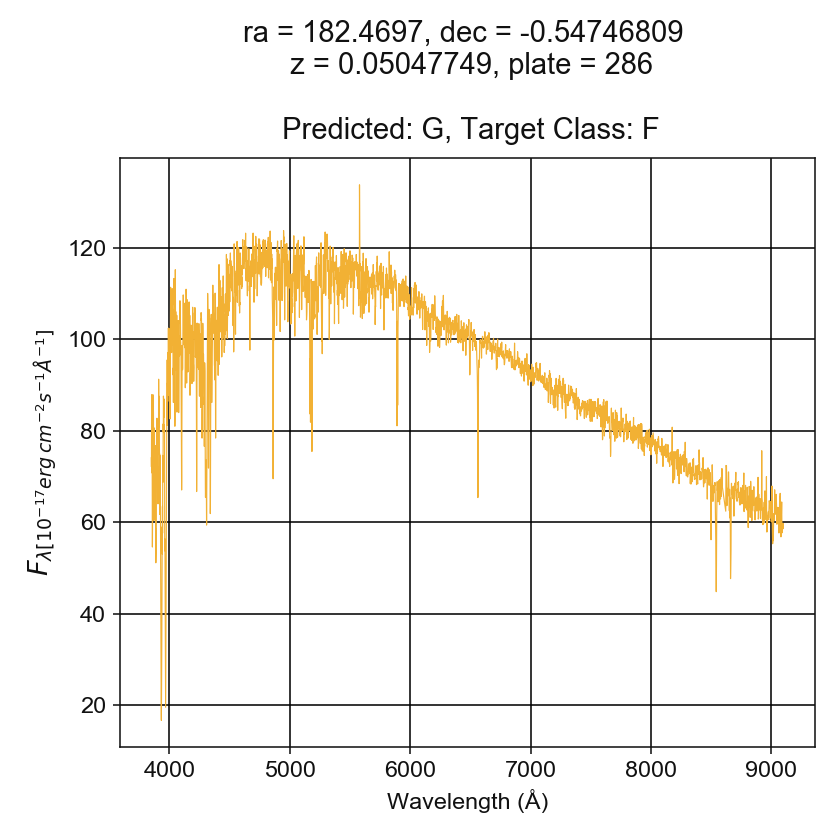 ra = 182.4697, dec = -0.54746809
z = 0.05047749, plate = 286
Predicted: G, Target Class: F
F_{λ[10^{-17} erg cm^{-2} s^{-1} Å^{-1}]}
120
100
80
60
40
20
4000 5000 6000 7000 8000 9000
Wavelength (Å)